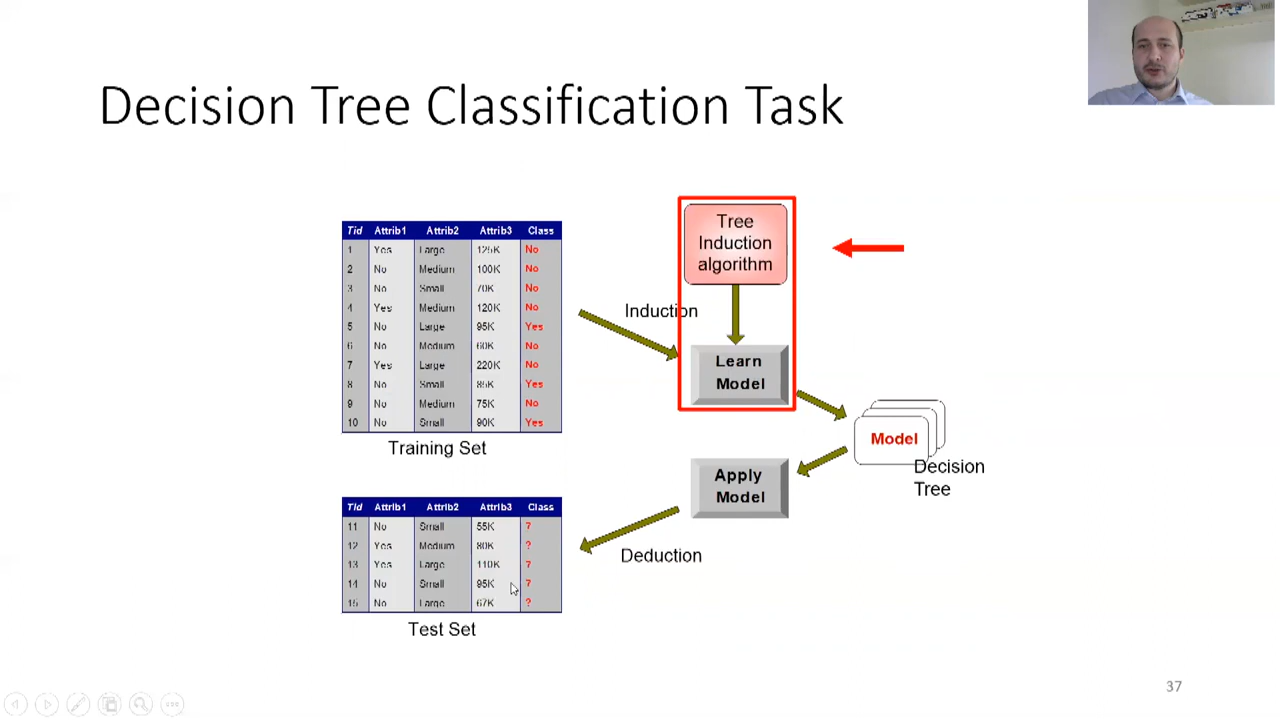 Decision Tree Classification Task
Tid Attrib1 Attrib2 Attrib3 Class
1 Yes Large 125K No
2 No Medium 100K No
3 No Small 70K No
4 Yes Medium 120K No
5 No Large 95K Yes
6 No Medium 60K No
7 Yes Large 220K No
8 No Small 85K Yes
9 No Medium 75K No
10 No Small 90K Yes
Training Set
Tree
Induction
algorithm
Induction
Learn
Model
Model
Decision
Tree
Apply
Model
Deduction
Tid Attrib1 Attrib2 Attrib3 Class
11 No Small 55K ?
12 Yes Medium 80K ?
13 Yes Large 110K ?
14 No Small 95K ?
15 No Large 67K ?
Test Set
37